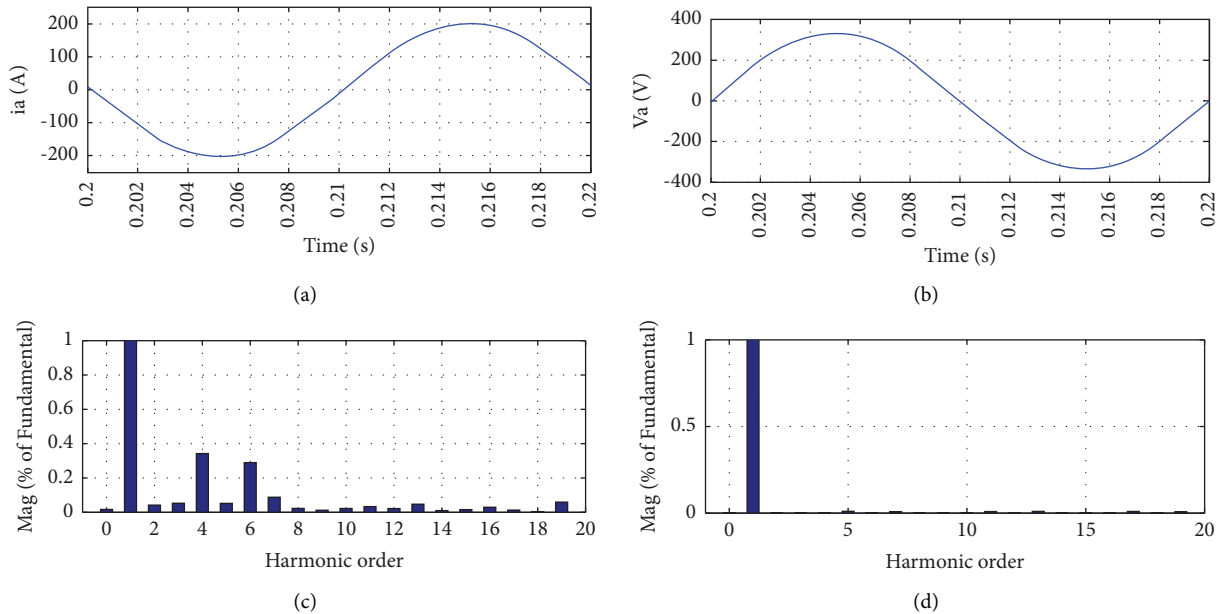 200
100
0
-100
-200
ia (A)
0.2
0.202
0.204
0.206
0.208
0.21
0.212
0.214
0.216
0.218
0.22
Time (s)
(a)
400
200
0
-200
-400
Va (V)
0.2
0.202
0.204
0.206
0.208
0.21
0.212
0.214
0.216
0.218
0.22
Time (s)
(b)
1
0.8
0.6
0.4
0.2
0
Mag (% of Fundamental)
0 2 4 6 8 10 12 14 16 18 20
Harmonic order
(c)
1
0.5
0
Mag (% of Fundamental)
0 5 10 15 20
Harmonic order
(d)